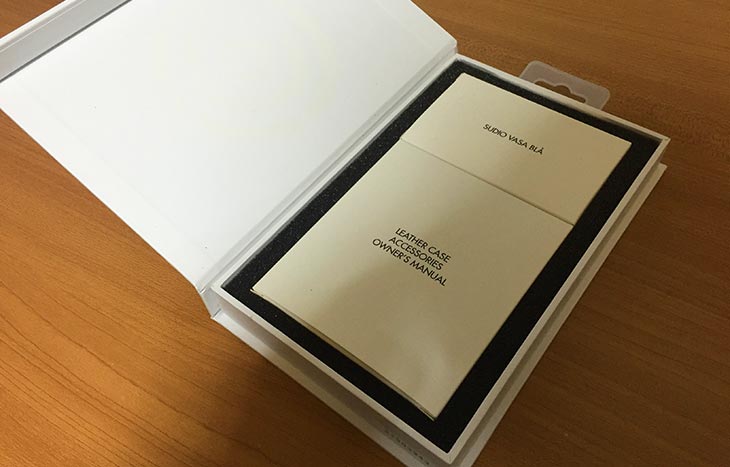 SUDIO VASA BLÅ
LEATHER CASE
ACCESSORIES
OWNER'S MANUAL